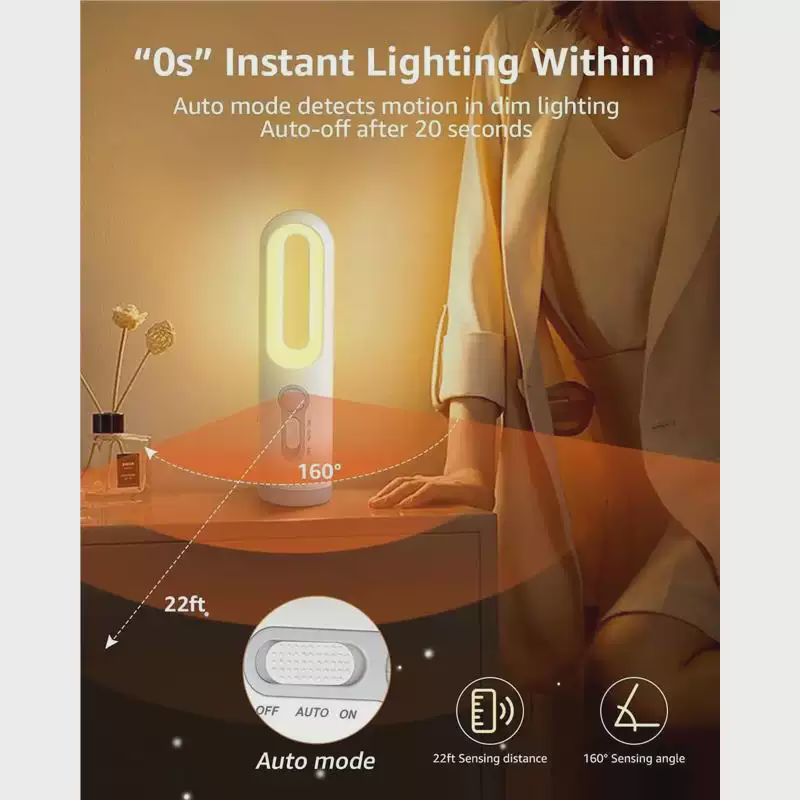 “0s” Instant Lighting Within
Auto mode detects motion in dim lighting
Auto-off after 20 seconds
160°
22ft
OFF AUTO ON
Auto mode
22ft Sensing distance
160° Sensing angle